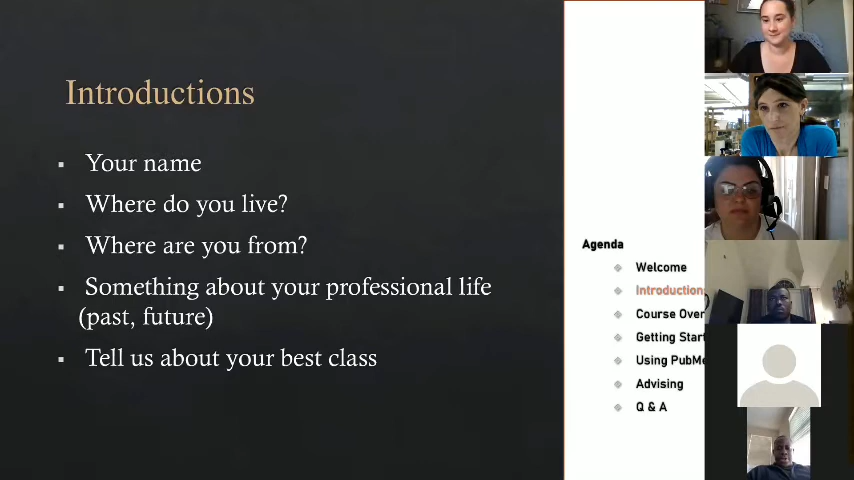 Introductions
Your name
Where do you live?
Where are you from?
Something about your professional life
(past, future)
Tell us about your best class
Agenda
Welcome
Introductions
Course Over
Getting Start
Using PubMe
Advising
Q & A